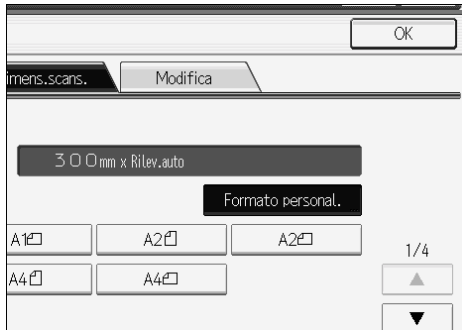 OK
imens.scans. Modifica
300mm x Rilev.auto
Formato personal.
A1 A2 A2
1/4
A4 A4